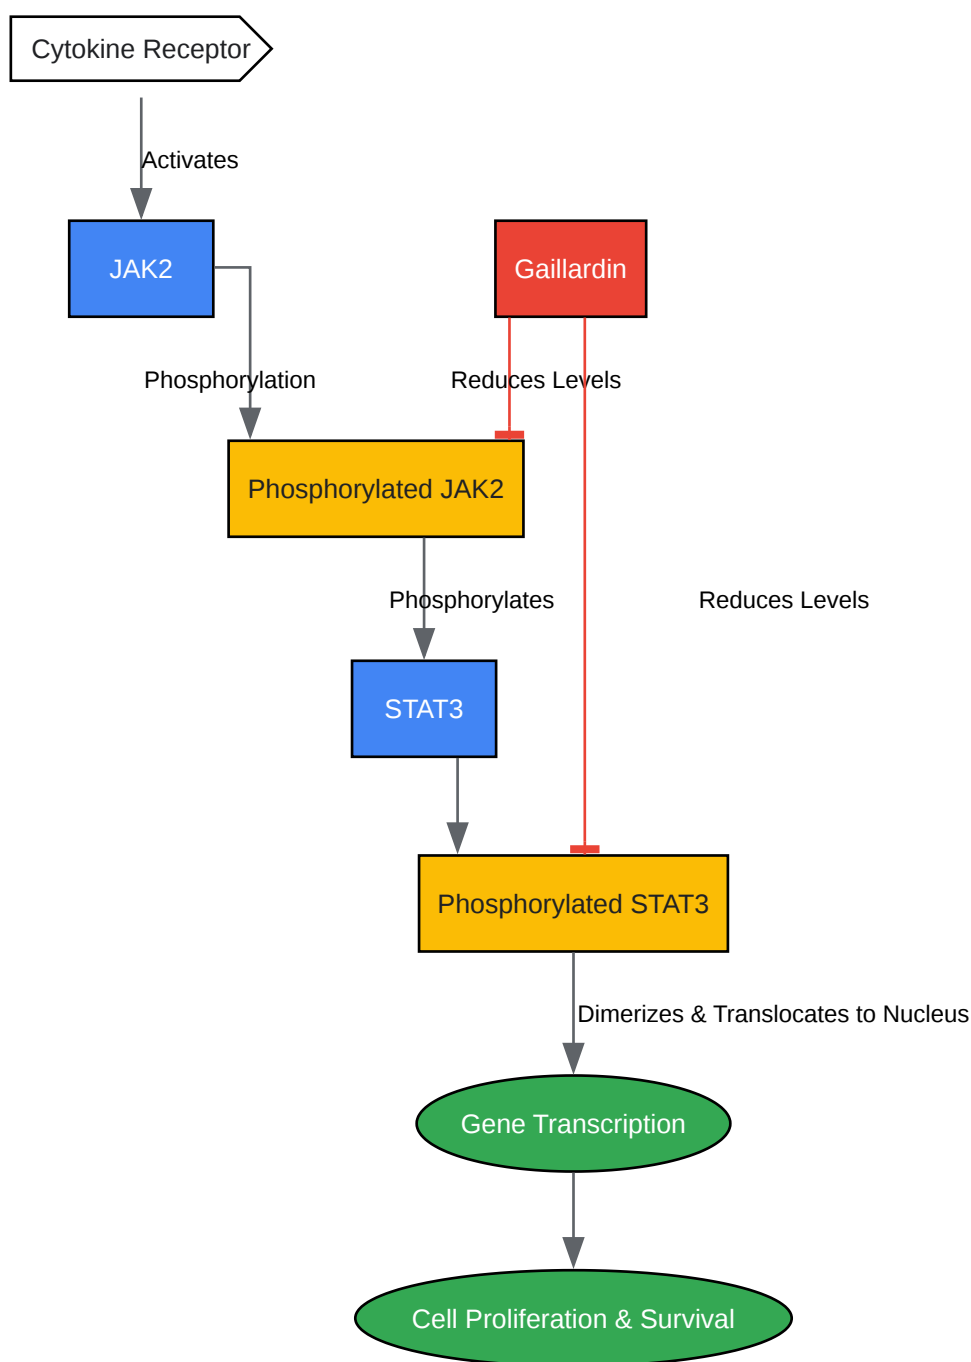 Cytokine Receptor
Activates
JAK2
Gaillardin
Phosphorylation
Reduces Levels
Phosphorylated JAK2
Phosphorylates
Reduces Levels
STAT3
Phosphorylated STAT3
Dimerizes & Translocates to Nucleus
Gene Transcription
Cell Proliferation & Survival